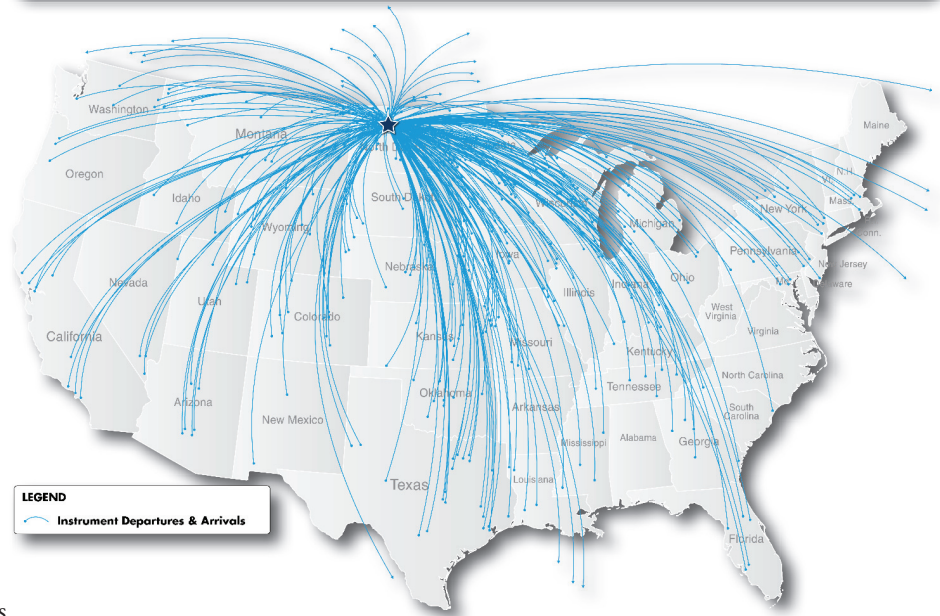 Washington
Maine
Montana
Oregon
Idaho
South Dakota
Wisconsin
Michigan
New York
N.H.
Vt.
Mass.
Conn.
Wyoming
Iowa
Nebraska
Pennsylvania
New Jersey
Nevada
Utah
Colorado
Illinois
Indiana
Ohio
West
Virginia
Virginia
California
Kansas
Missouri
Kentucky
North Carolina
Tennessee
Arizona
New Mexico
Oklahoma
Arkansas
South
Carolina
Mississippi
Alabama
Georgia
Texas
Louisiana
Florida
LEGEND
Instrument Departures & Arrivals